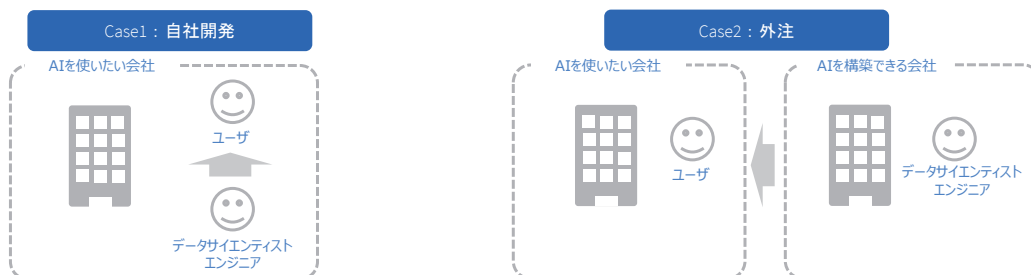 Case1：自社開発
AIを使いたい会社
ユーザ
データサイエンティスト
エンジニア
Case2：外注
AIを使いたい会社
ユーザ
AIを構築できる会社
データサイエンティスト
エンジニア